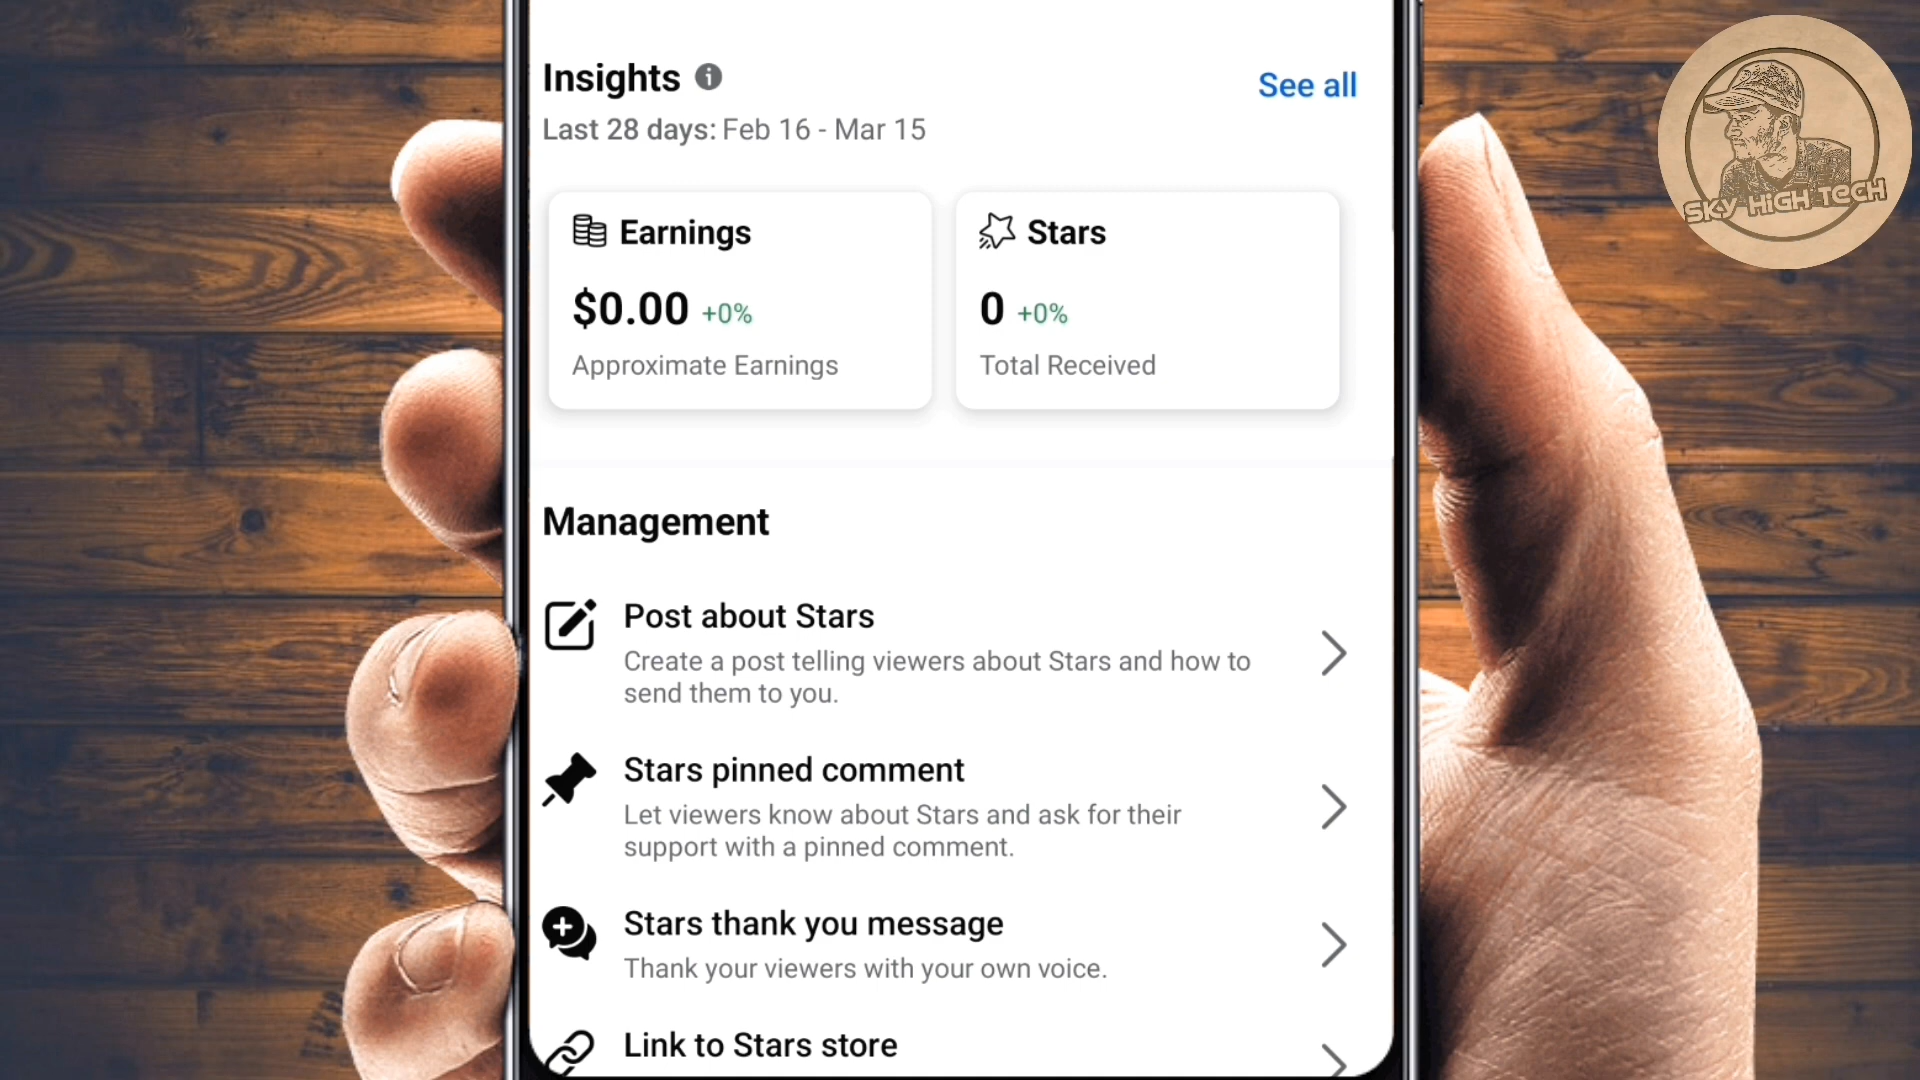 Insights
See all
Last 28 days: Feb 16 - Mar 15
Earnings
$0.00 +0%
Approximate Earnings
Stars
0 +0%
Total Received
Management
Post about Stars
Create a post telling viewers about Stars and how to
send them to you.
Stars pinned comment
Let viewers know about Stars and ask for their
support with a pinned comment.
Stars thank you message
Thank your viewers with your own voice.
Link to Stars store
SKY HIGH TECH